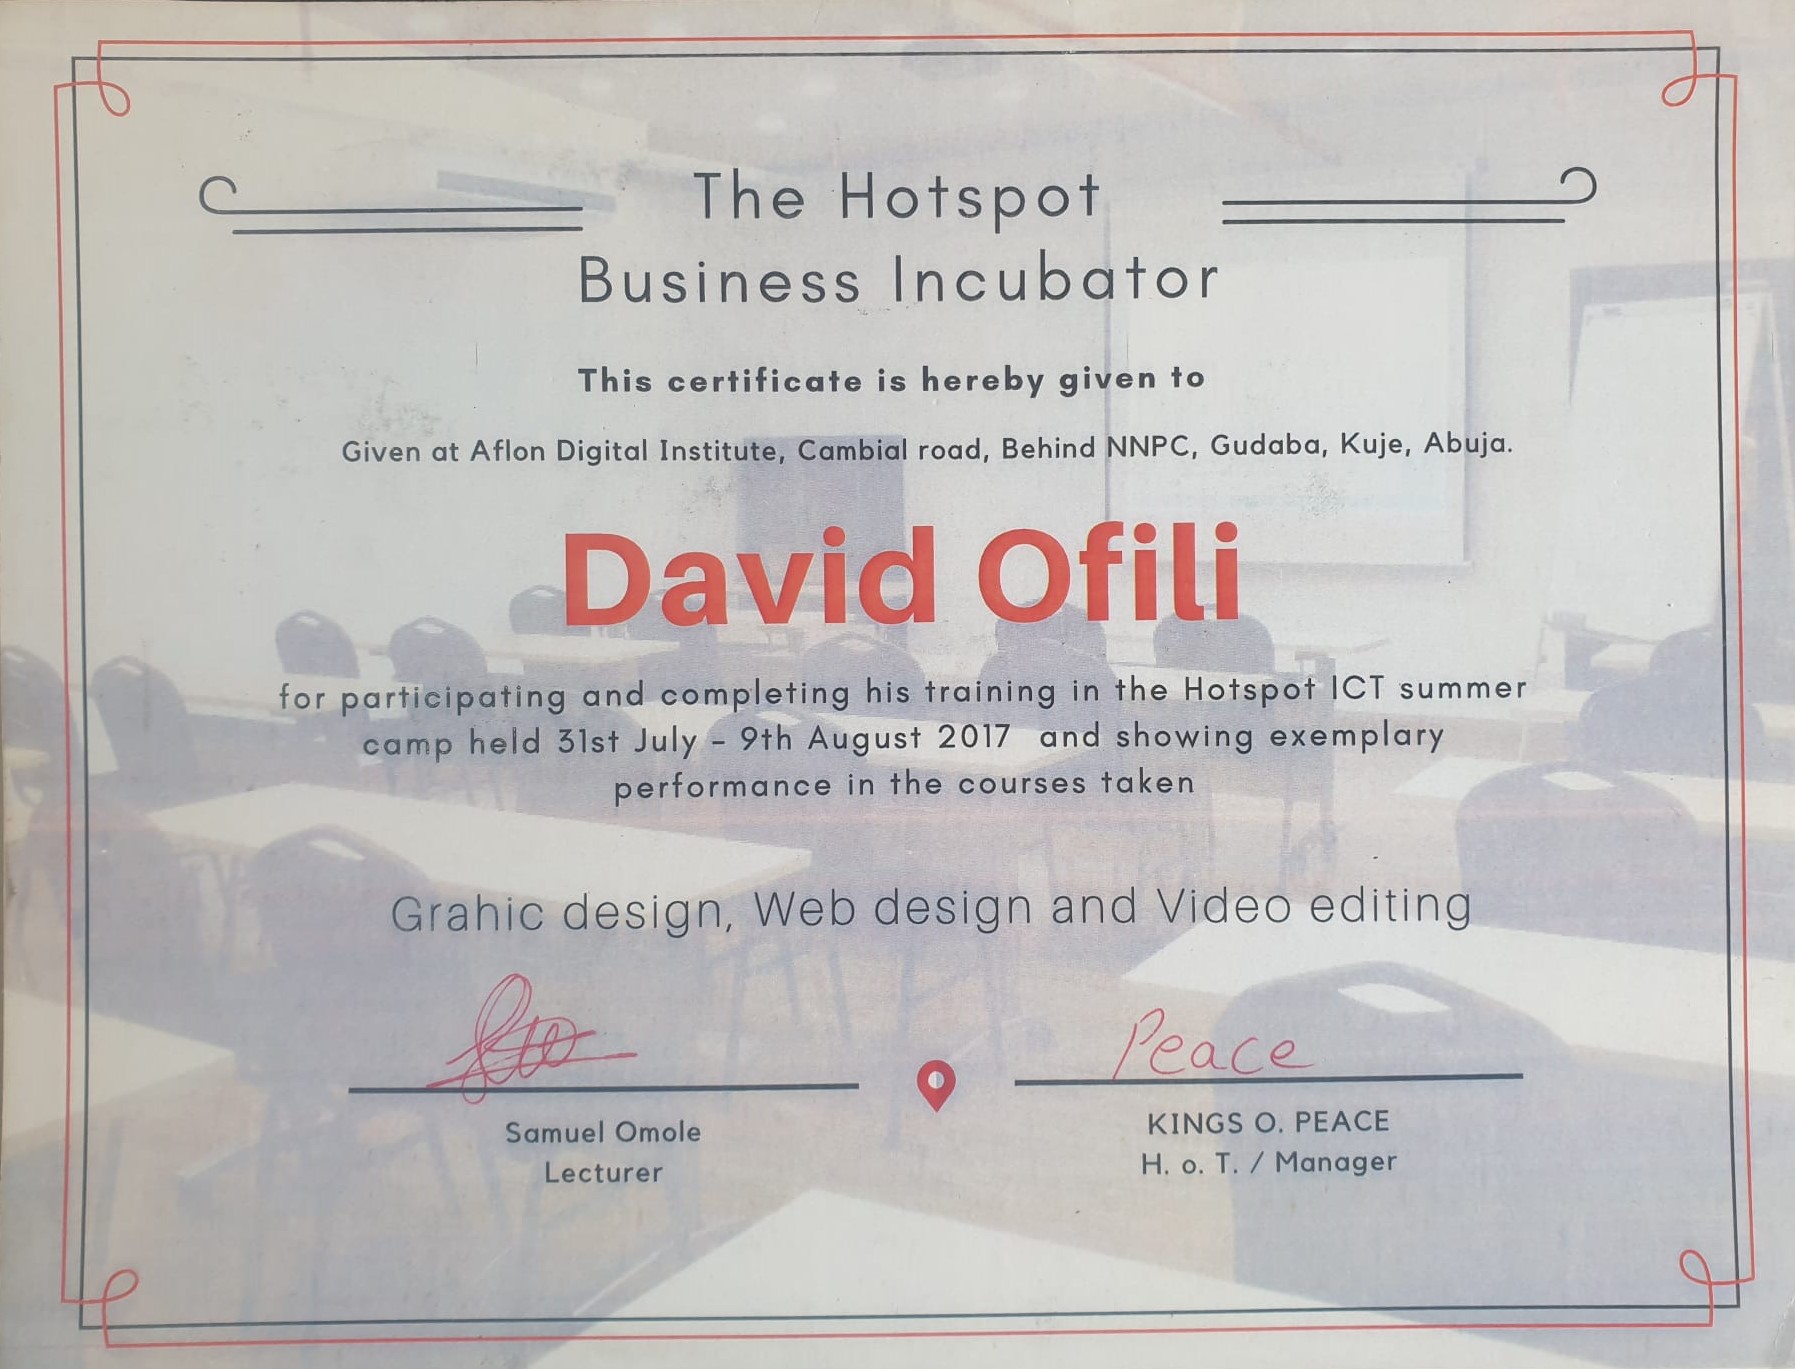 The Hotspot
Business Incubator
This certificate is hereby given to
Given at Aflon Digital Institute, Cambial road, Behind NNPC, Gudaba, Kuje, Abuja.
David Ofili
for participating and completing his training in the Hotspot ICT summer
camp held 31st July - 9th August 2017 and showing exemplary
performance in the courses taken
Grahic design, Web design and Video editing
Peace
Samuel Omole
Lecturer
KINGS O. PEACE
H. o. T. / Manager